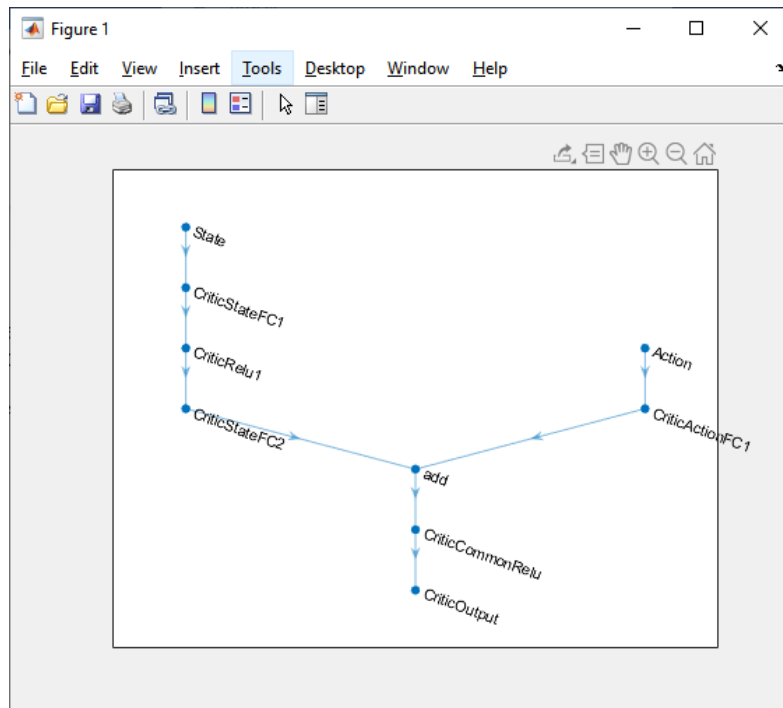 Figure 1
File Edit View Insert Tools Desktop Window Help
State
CriticStateFC1
CriticRelu1
Action
CriticStateFC2
CriticActionFC1
add
CriticCommonRelu
CriticOutput